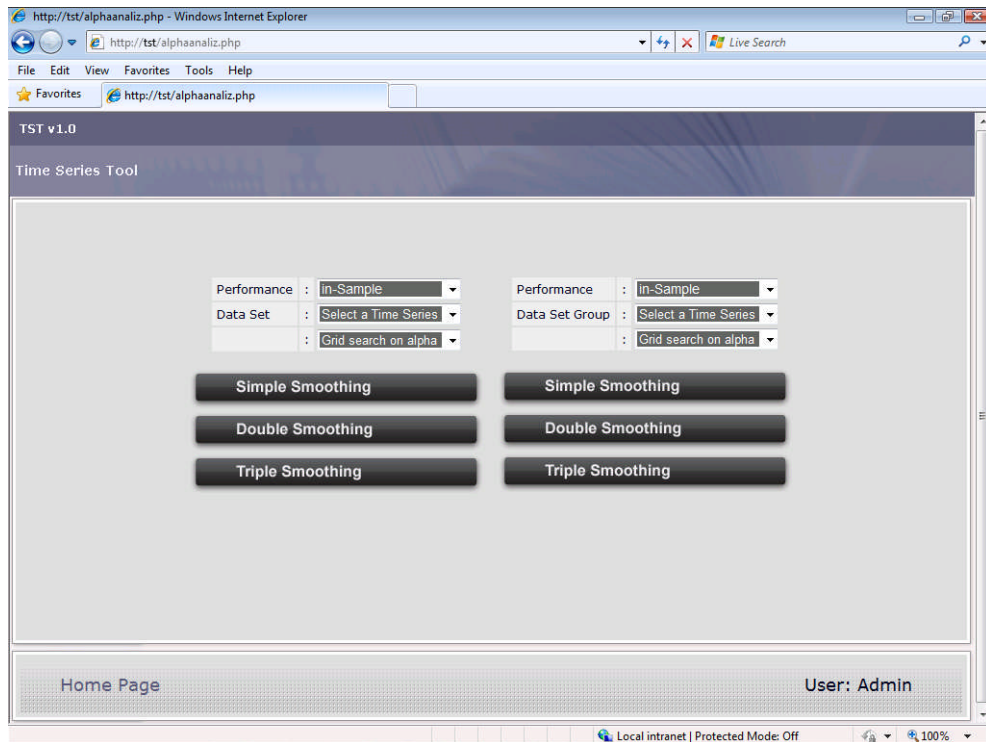 http://tst/alphaanaliz.php - Windows Internet Explorer
http://tst/alphaanaliz.php
Live Search
File Edit View Favorites Tools Help
Favorites
http://tst/alphaanaliz.php
TST v1.0
Time Series Tool
Performance : in-Sample
Performance : in-Sample
Data Set : Select a Time Series
Data Set Group : Select a Time Series
: Grid search on alpha
: Grid search on alpha
Simple Smoothing
Simple Smoothing
Double Smoothing
Double Smoothing
Triple Smoothing
Triple Smoothing
Home Page
User: Admin
Local intranet | Protected Mode: Off
100%